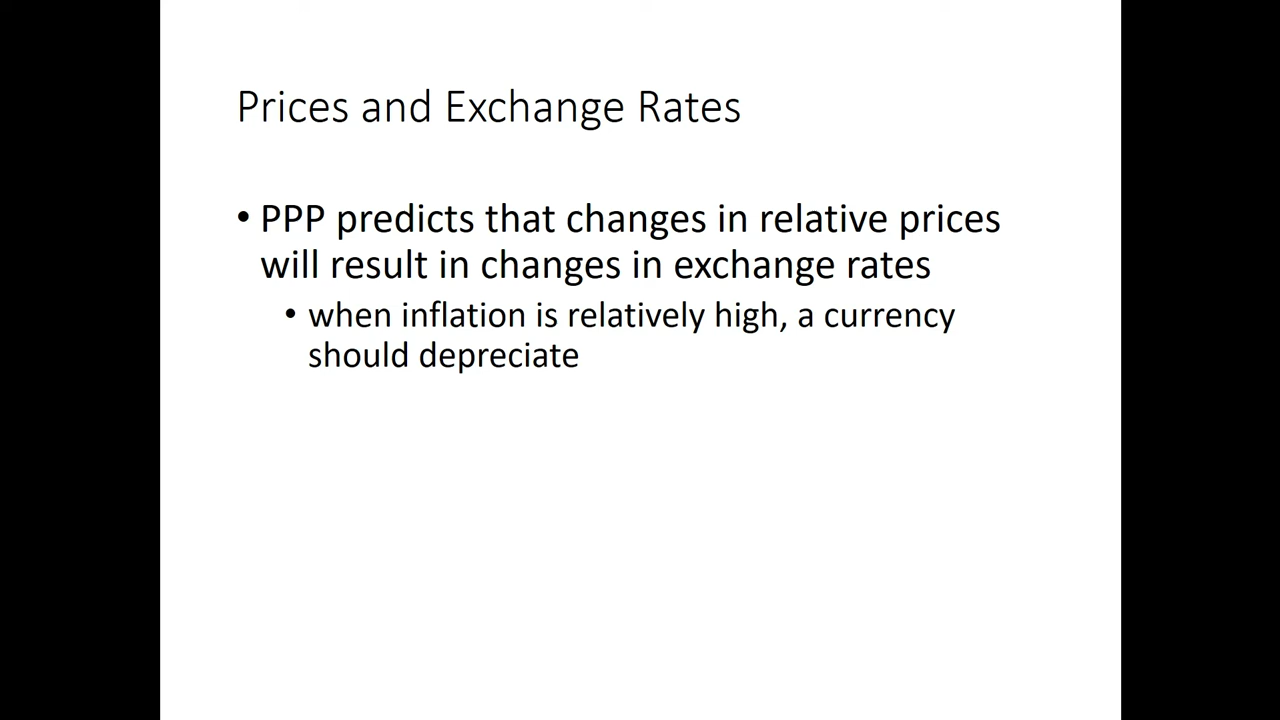 Prices and Exchange Rates
• PPP predicts that changes in relative prices
will result in changes in exchange rates
• when inflation is relatively high, a currency
should depreciate